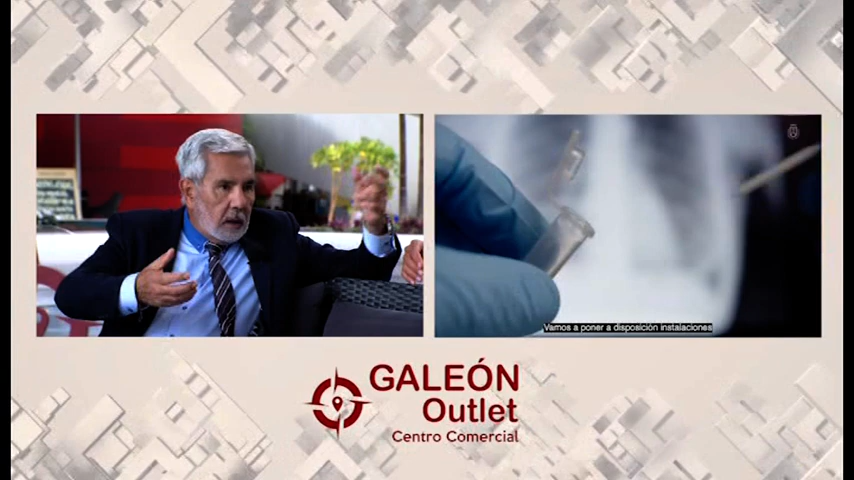 Vamos a poner a disposición instalaciones
GALEÓN
Outlet
Centro Comercial